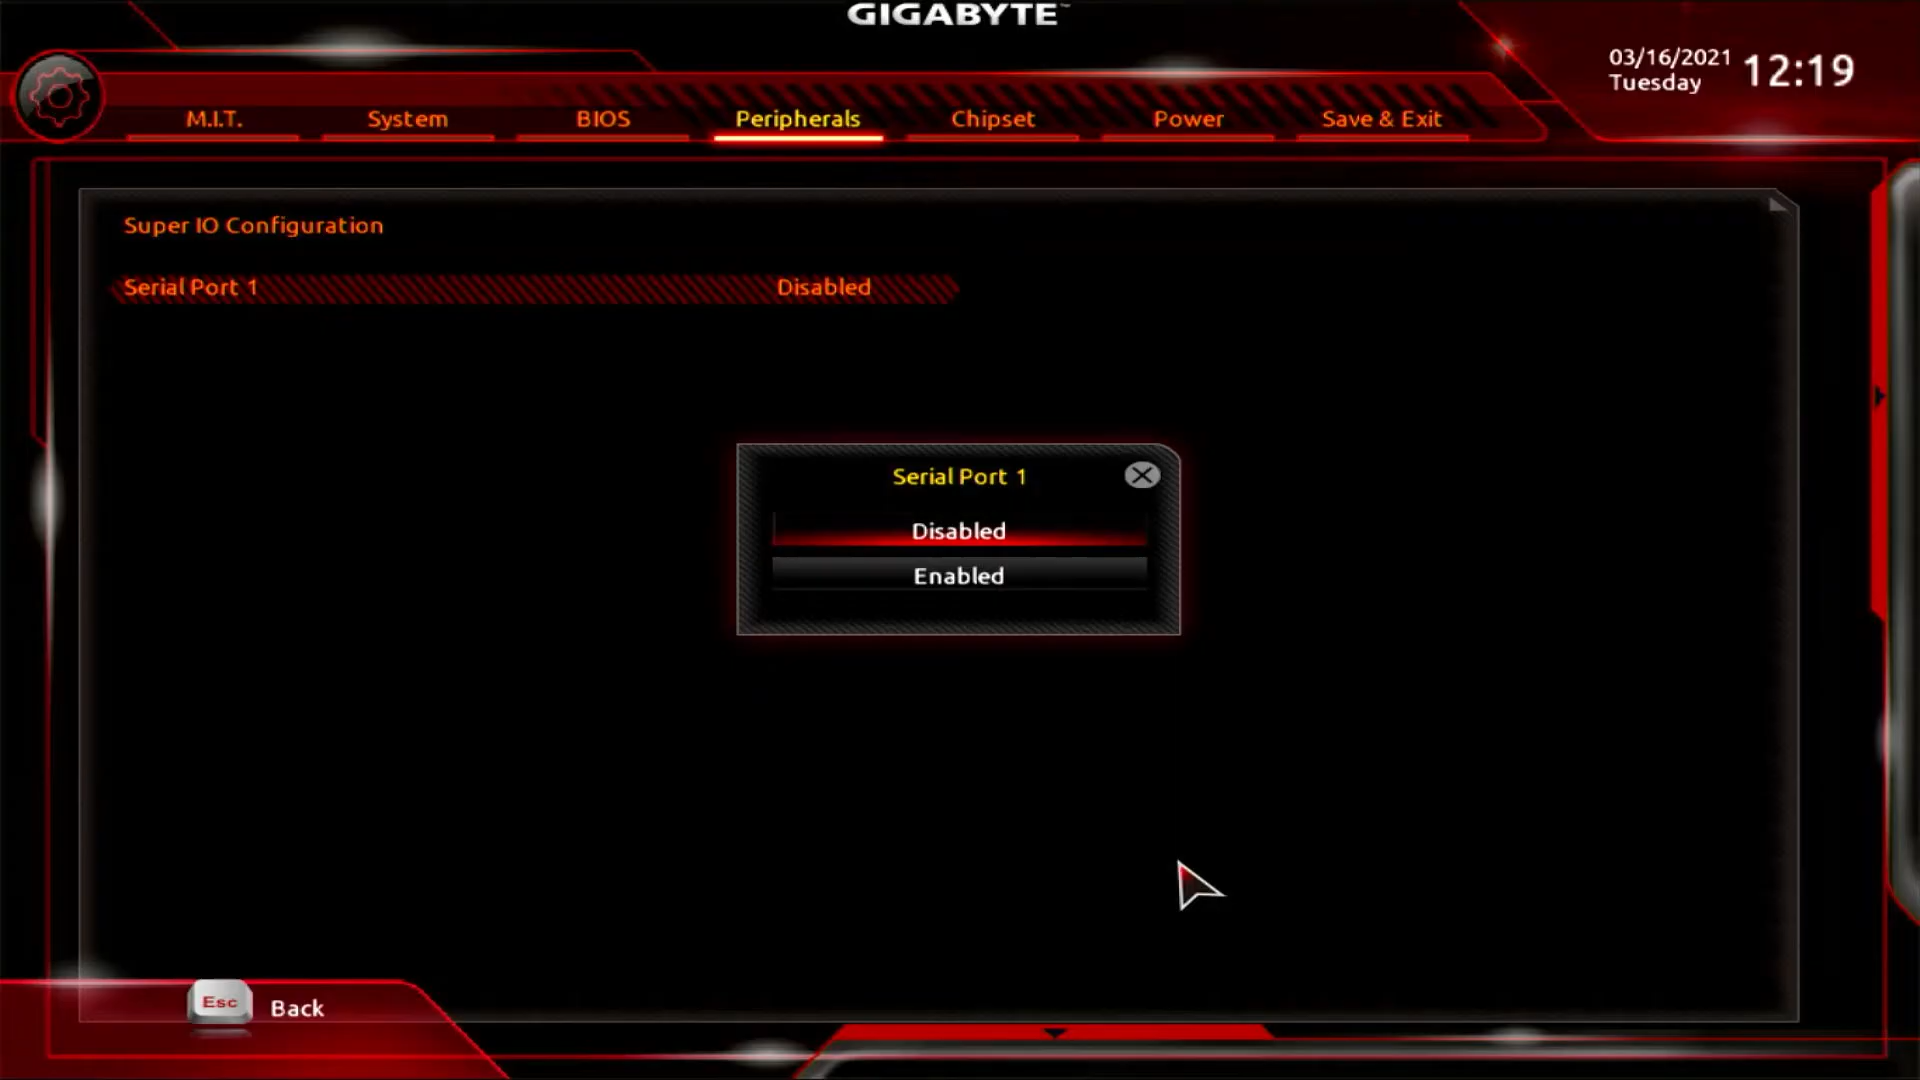 GIGABYTE™
03/16/2021
Tuesday
12:19
M.I.T. System BIOS Peripherals Chipset Power Save & Exit
Super IO Configuration
Serial Port 1 Disabled
Serial Port 1
Disabled
Enabled
Esc Back